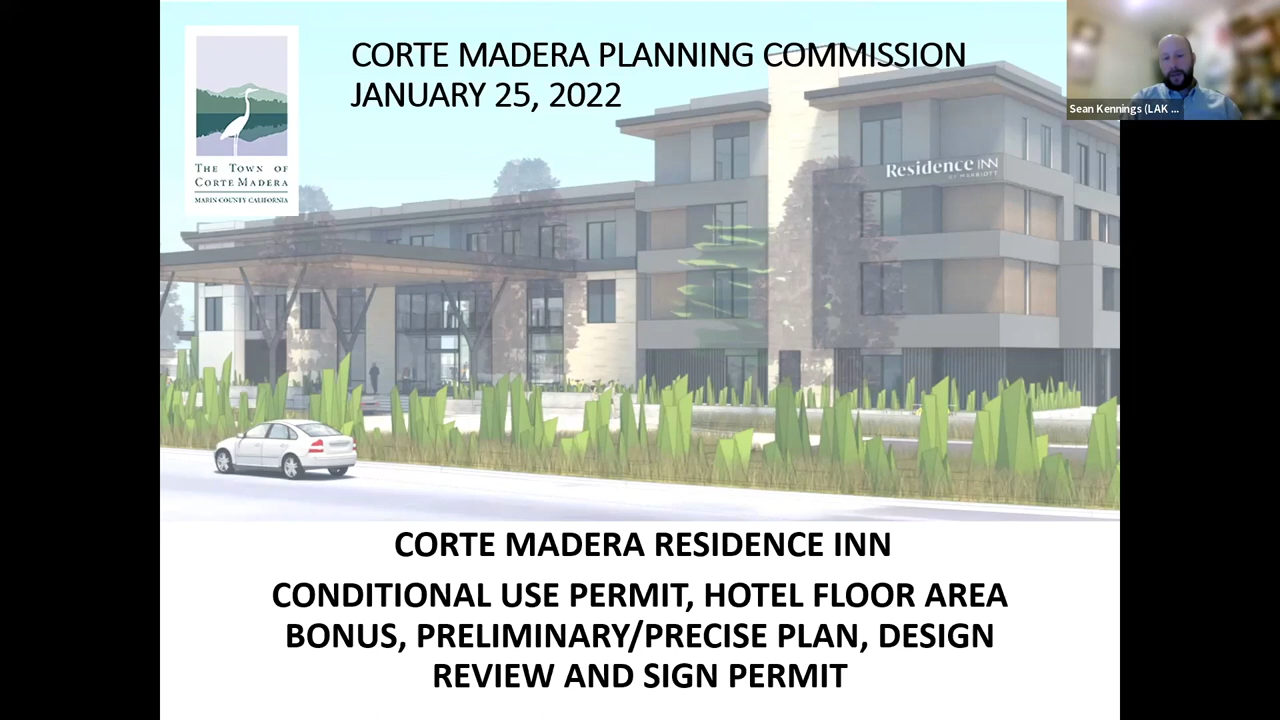 CORTE MADERA PLANNING COMMISSION
JANUARY 25, 2022
Sean Kennings (LAK ...
THE TOWN OF
CORTE MADERA
MARIN COUNTY CALIFORNIA
Residence INN
BY MARRIOTT
CORTE MADERA RESIDENCE INN
CONDITIONAL USE PERMIT, HOTEL FLOOR AREA
BONUS, PRELIMINARY/PRECISE PLAN, DESIGN
REVIEW AND SIGN PERMIT